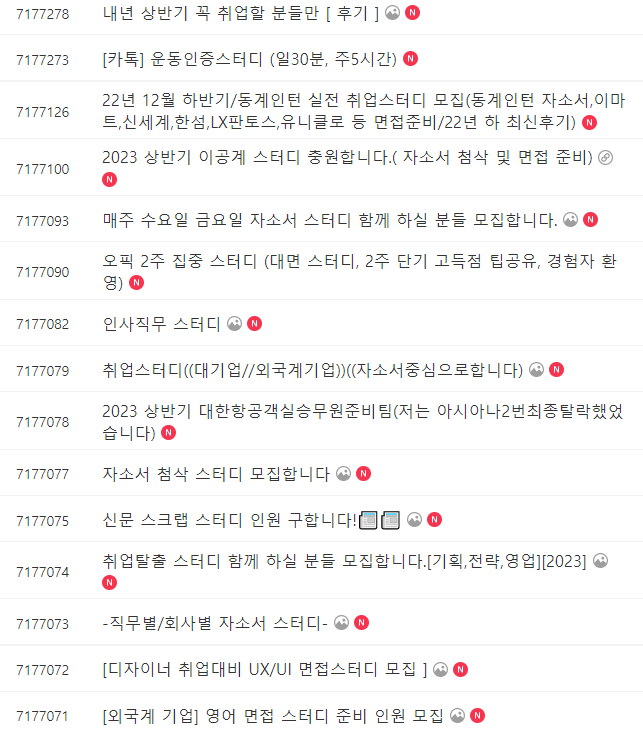 7177278 내년 상반기 꼭 취업할 분들만 [ 후기 ] N
7177273 [카톡] 운동인증스터디 (일30분, 주5시간) N
7177126 22년 12월 하반기/동계인턴 실전 취업스터디 모집(동계인턴 자소서,이마
트,신세계,한섬,LX판토스,유니클로 등 면접준비/22년 하 최신후기) N
7177100 2023 상반기 이공계 스터디 충원합니다.( 자소서 첨삭 및 면접 준비)
N
7177093 매주 수요일 금요일 자소서 스터디 함께 하실 분들 모집합니다. N
7177090 오픽 2주 집중 스터디 (대면 스터디, 2주 단기 고득점 팁공유, 경험자 환
영) N
7177082 인사직무 스터디 N
7177079 취업스터디((대기업//외국계기업))((자소서중심으로합니다) N
7177078 2023 상반기 대한항공객실승무원준비팀(저는 아시아나2번최종탈락했었
습니다) N
7177077 자소서 첨삭 스터디 모집합니다 N
7177075 신문 스크랩 스터디 인원 구합니다!📰📰 N
7177074 취업탈출 스터디 함께 하실 분들 모집합니다.[기획,전략,영업][2023]
N
7177073 -직무별/회사별 자소서 스터디- N
7177072 [디자이너 취업대비 UX/UI 면접스터디 모집 ] N
7177071 [외국계 기업] 영어 면접 스터디 준비 인원 모집 N